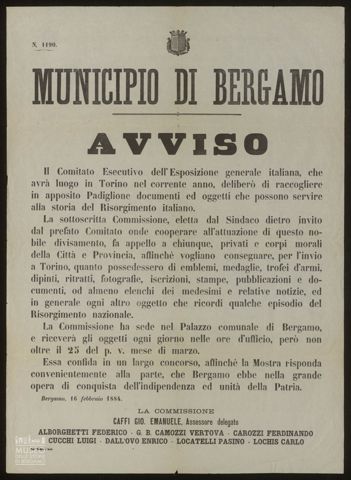 N. 1190.
MUNICIPIO DI BERGAMO
AVVISO
Il Comitato Esecutivo dell'Esposizione generale italiana, che
avrà luogo in Torino nel corrente anno, deliberò di raccogliere
in apposito Padiglione documenti ed oggetti che possono servire
alla storia del Risorgimento italiano.
La sottoscritta Commissione, eletta dal Sindaco dietro invito
dal prefato Comitato onde cooperare all'attuazione di questo no-
bile divisamento, fa appello a chiunque, privati e corpi morali
della Città e Provincia, affinchè vogliano consegnare, per l'invio
a Torino, quanto possedessero di emblemi, medaglie, trofei d'armi,
dipinti, ritratti, fotografie, iscrizioni, stampe, pubblicazioni e do-
cumenti, od almeno elenchi dei medesimi e relative notizie, ed
in generale ogni altro oggetto che ricordi qualche episodio del
Risorgimento nazionale.
La Commissione ha sede nel Palazzo comunale di Bergamo,
e riceverà gli oggetti ogni giorno nelle ore d'ufficio, però non
oltre il 25 del p. v. mese di marzo.
Essa confida in un largo concorso, affinchè la Mostra risponda
convenientemente alla parte, che Bergamo ebbe nella grande
opera di conquista dell'indipendenza ed unità della Patria.
Bergamo, 16 febbraio 1884.
LA COMMISSIONE
CAFFI GIO. EMANUELE, Assessore delegato
ALBORGHETTI FEDERICO - G. B. CAMOZZI VERTOVA - CAROZZI FERDINANDO
CUCCHI LUIGI - DALL'OVO ENRICO - LOCATELLI PASINO - LOCHIS CARLO